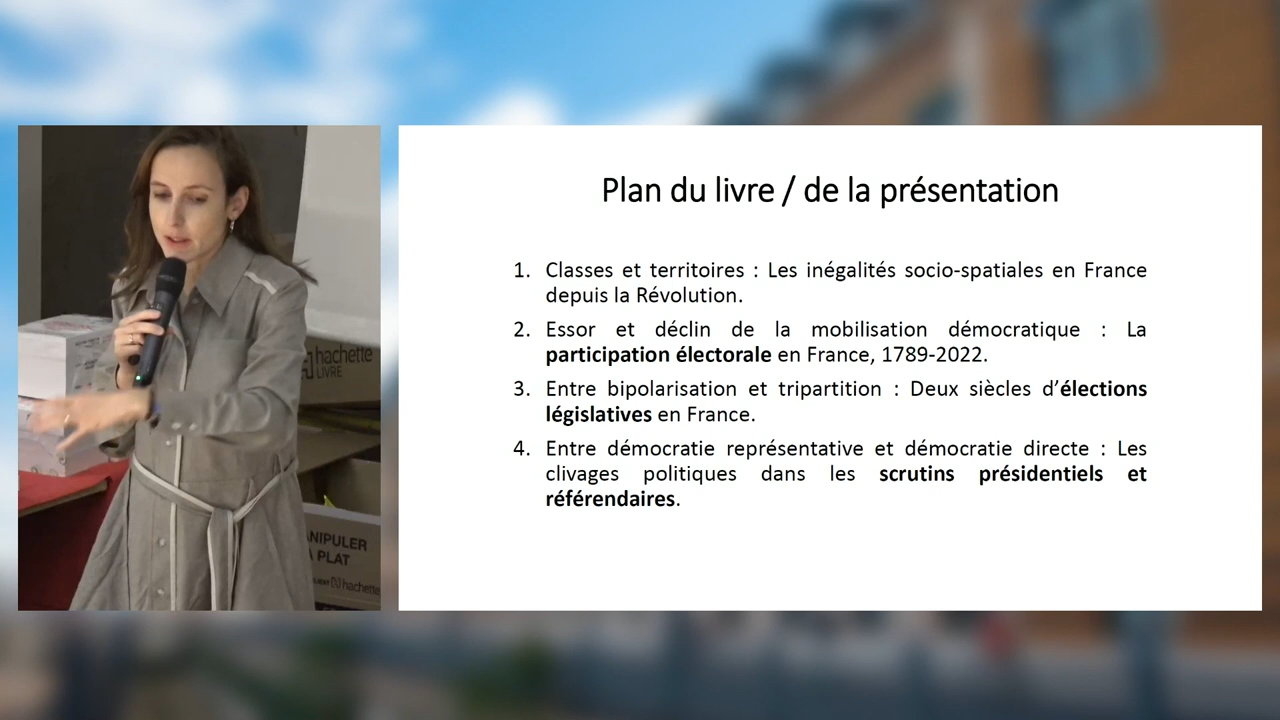 Plan du livre / de la présentation
1. Classes et territoires : Les inégalités socio-spatiales en France
depuis la Révolution.
2. Essor et déclin de la mobilisation démocratique : La
participation électorale en France, 1789-2022.
3. Entre bipolarisation et tripartition : Deux siècles d’élections
législatives en France.
4. Entre démocratie représentative et démocratie directe : Les
clivages politiques dans les scrutins présidentiels et
référendaires.
hachette
LIVRE
ANIPULER
À PLAT
hachette